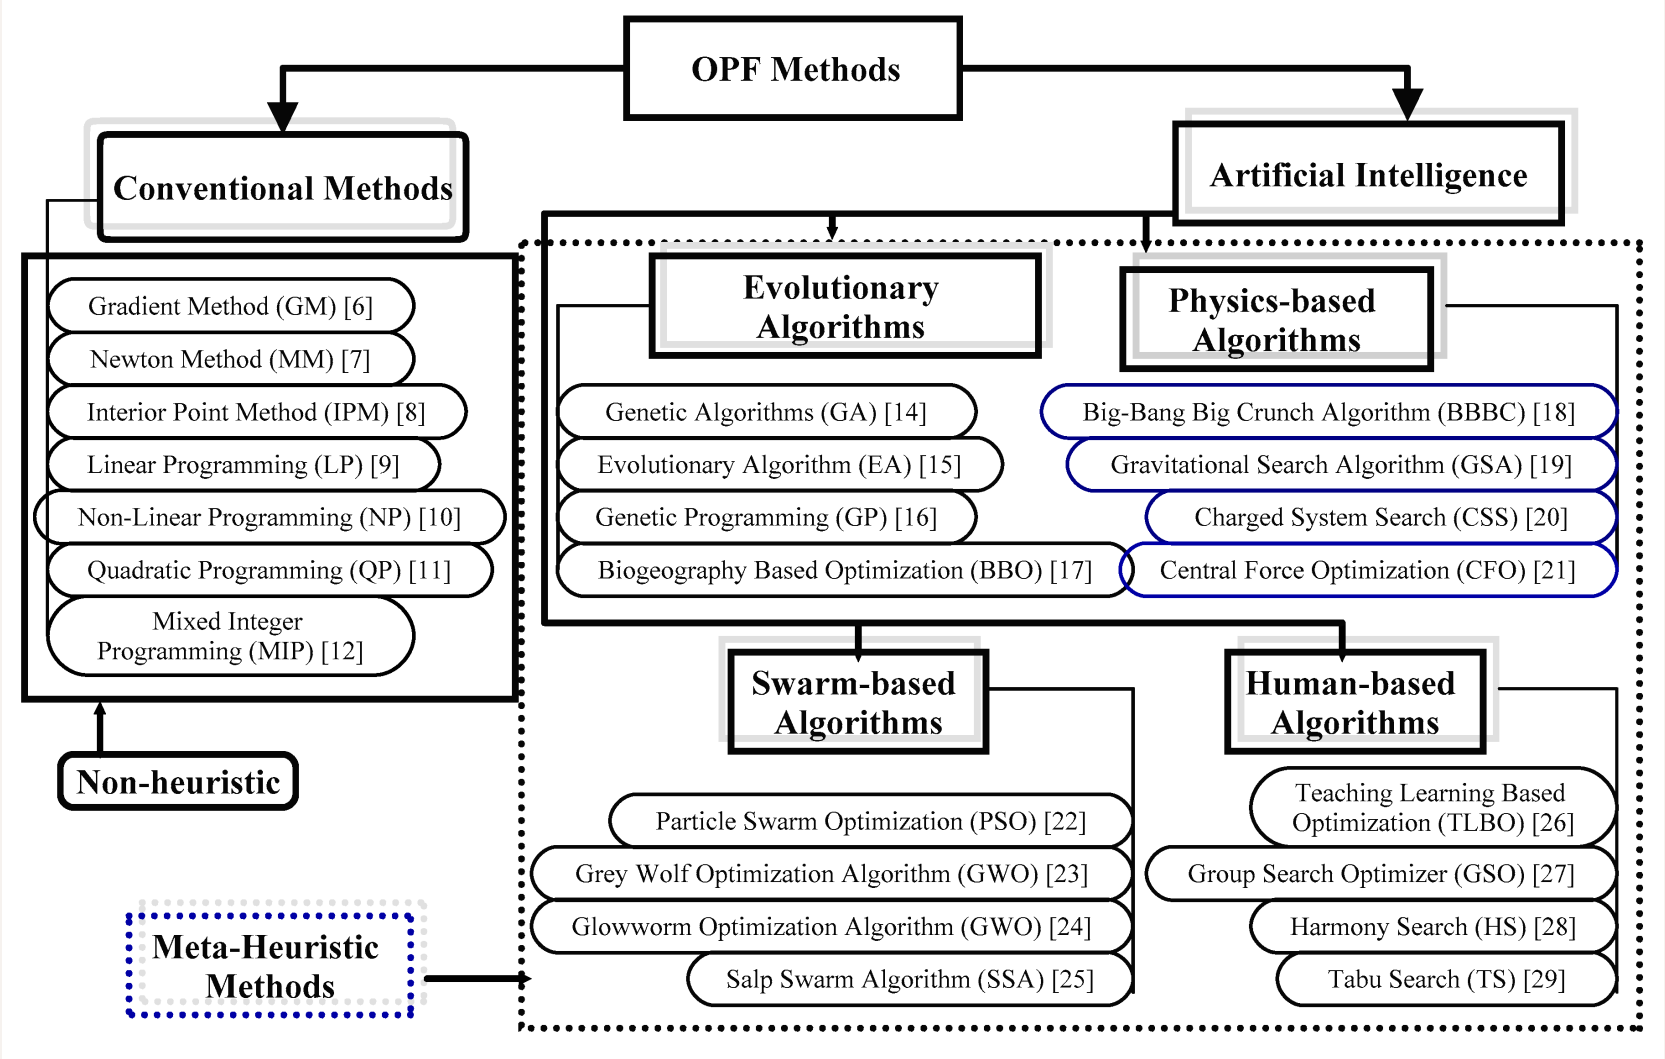 OPF Methods
Conventional Methods
Artificial Intelligence
Gradient Method (GM) [6]
Newton Method (MM) [7]
Interior Point Method (IPM) [8]
Linear Programming (LP) [9]
Non-Linear Programming (NP) [10]
Quadratic Programming (QP) [11]
Mixed Integer
Programming (MIP) [12]
Non-heuristic
Evolutionary
Algorithms
Genetic Algorithms (GA) [14]
Evolutionary Algorithm (EA) [15]
Genetic Programming (GP) [16]
Biogeography Based Optimization (BBO) [17]
Physics-based
Algorithms
Big-Bang Big Crunch Algorithm (BBBC) [18]
Gravitational Search Algorithm (GSA) [19]
Charged System Search (CSS) [20]
Central Force Optimization (CFO) [21]
Swarm-based
Algorithms
Particle Swarm Optimization (PSO) [22]
Grey Wolf Optimization Algorithm (GWO) [23]
Glowworm Optimization Algorithm (GWO) [24]
Salp Swarm Algorithm (SSA) [25]
Human-based
Algorithms
Teaching Learning Based
Optimization (TLBO) [26]
Group Search Optimizer (GSO) [27]
Harmony Search (HS) [28]
Tabu Search (TS) [29]
Meta-Heuristic
Methods